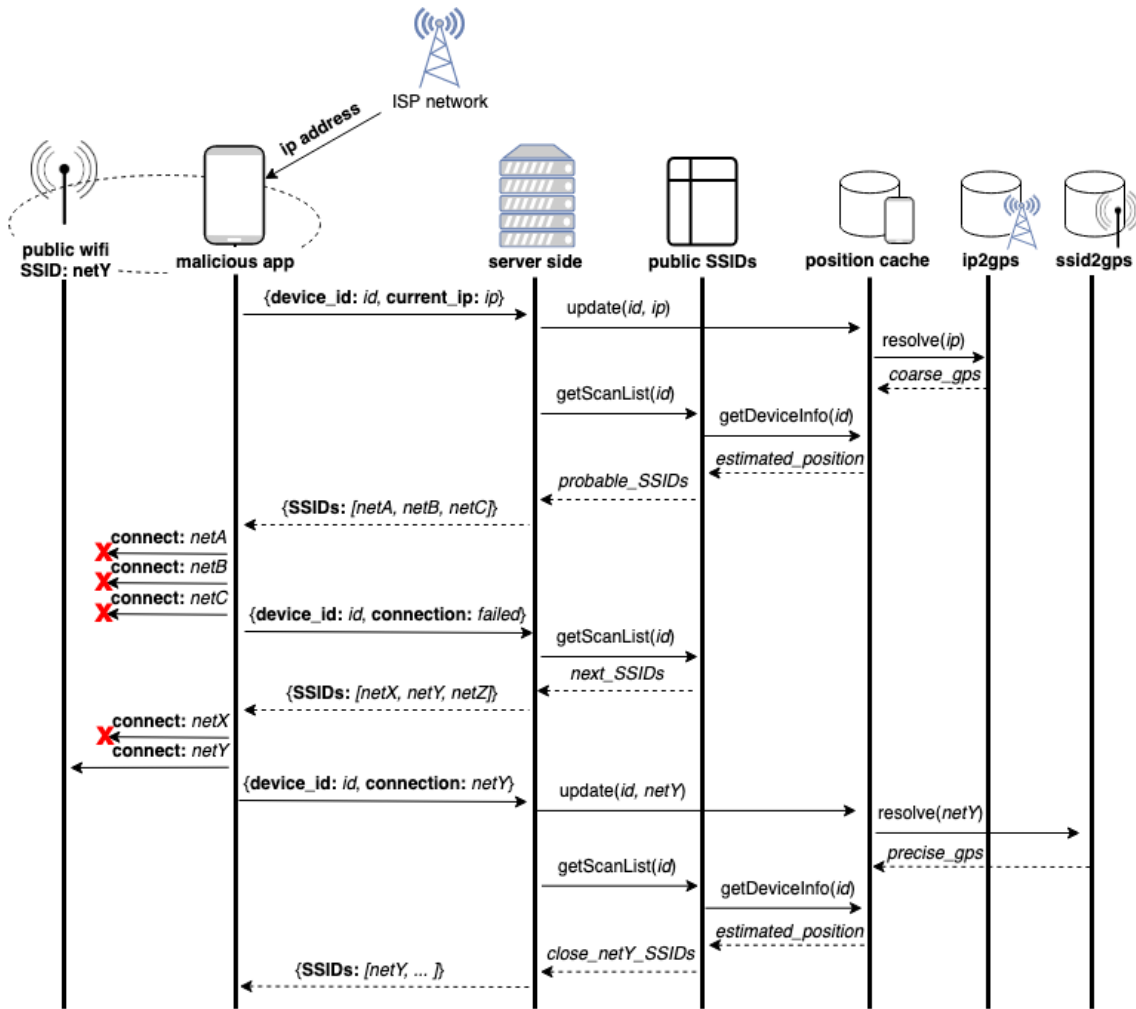 ISP network
ip address
public wifi
SSID: netY
malicious app
server side
public SSIDs
position cache
ip2gps
ssid2gps
{device_id: id, current_ip: ip}
update(id, ip)
resolve(ip)
coarse_gps
getScanList(id)
getDeviceInfo(id)
estimated_position
probable_SSIDs
{SSIDs: [netA, netB, netC]}
connect: netA
X
connect: netB
X
connect: netC
X
{device_id: id, connection: failed}
getScanList(id)
next_SSIDs
{SSIDs: [netX, netY, netZ]}
connect: netX
X
connect: netY
{device_id: id, connection: netY}
update(id, netY)
resolve(netY)
precise_gps
getScanList(id)
getDeviceInfo(id)
estimated_position
close_netY_SSIDs
{SSIDs: [netY, ... ]}